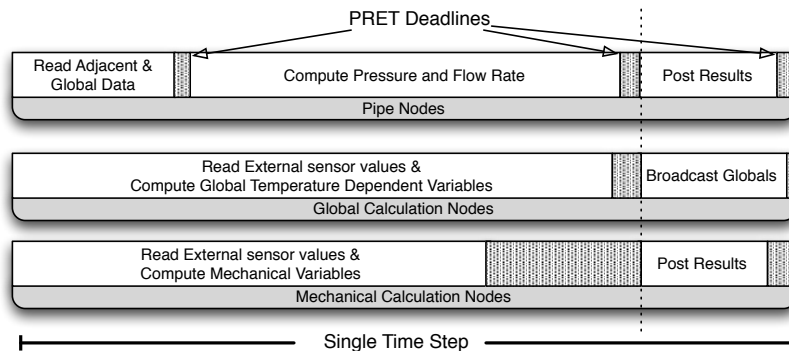 PRET Deadlines
Read Adjacent &
Global Data
Compute Pressure and Flow Rate
Post Results
Pipe Nodes
Read External sensor values &
Compute Global Temperature Dependent Variables
Broadcast Globals
Global Calculation Nodes
Read External sensor values &
Compute Mechanical Variables
Post Results
Mechanical Calculation Nodes
Single Time Step